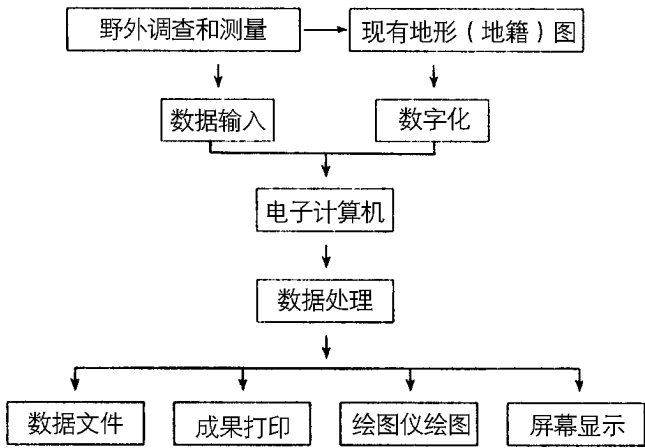 野外调查和测量
现有地形（地籍）图
数据输入
数字化
电子计算机
数据处理
数据文件
成果打印
绘图仪绘图
屏幕显示